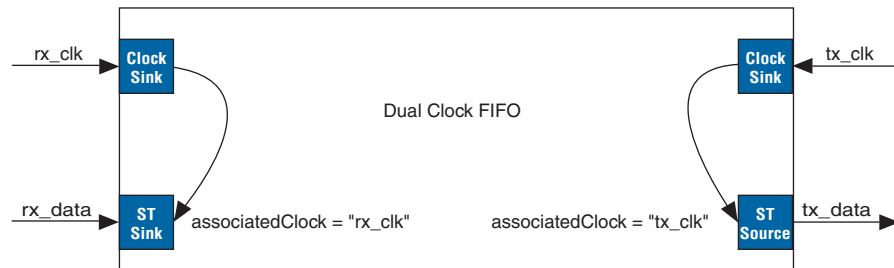 rx_clk
Clock
Sink
Clock
Sink
tx_clk
Dual Clock FIFO
rx_data
ST
Sink
associatedClock = "rx_clk"
associatedClock = "tx_clk"
ST
Source
tx_data